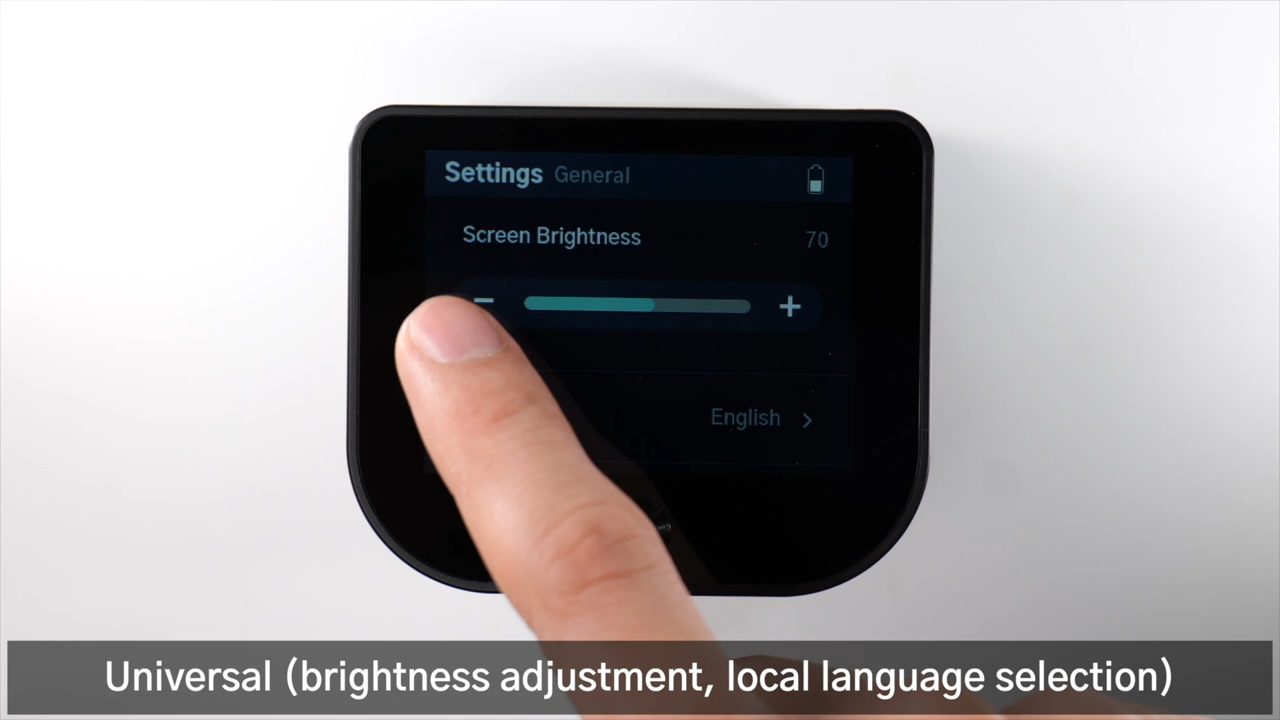 Settings General
Screen Brightness 70
− +
English >
Universal (brightness adjustment, local language selection)